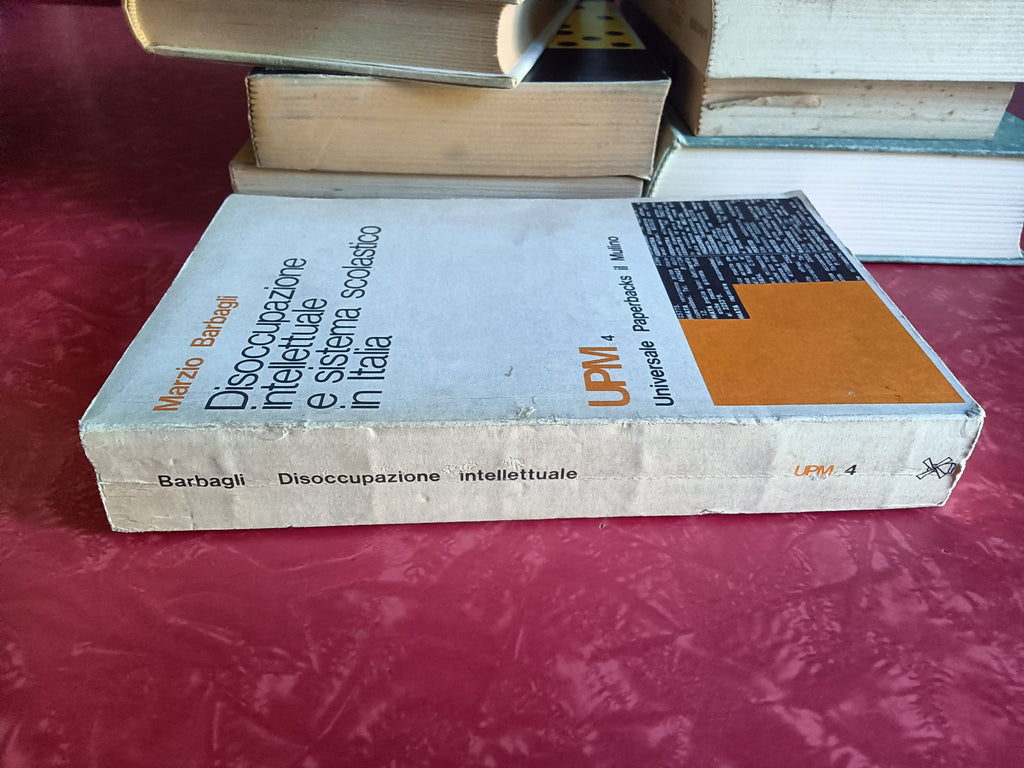 Marzio Barbagli
Disoccupazione
intellettuale
e sistema scolastico
in Italia
UPM 4
Universale Paperbacks il Mulino
Barbagli Disoccupazione intellettuale UPM 4